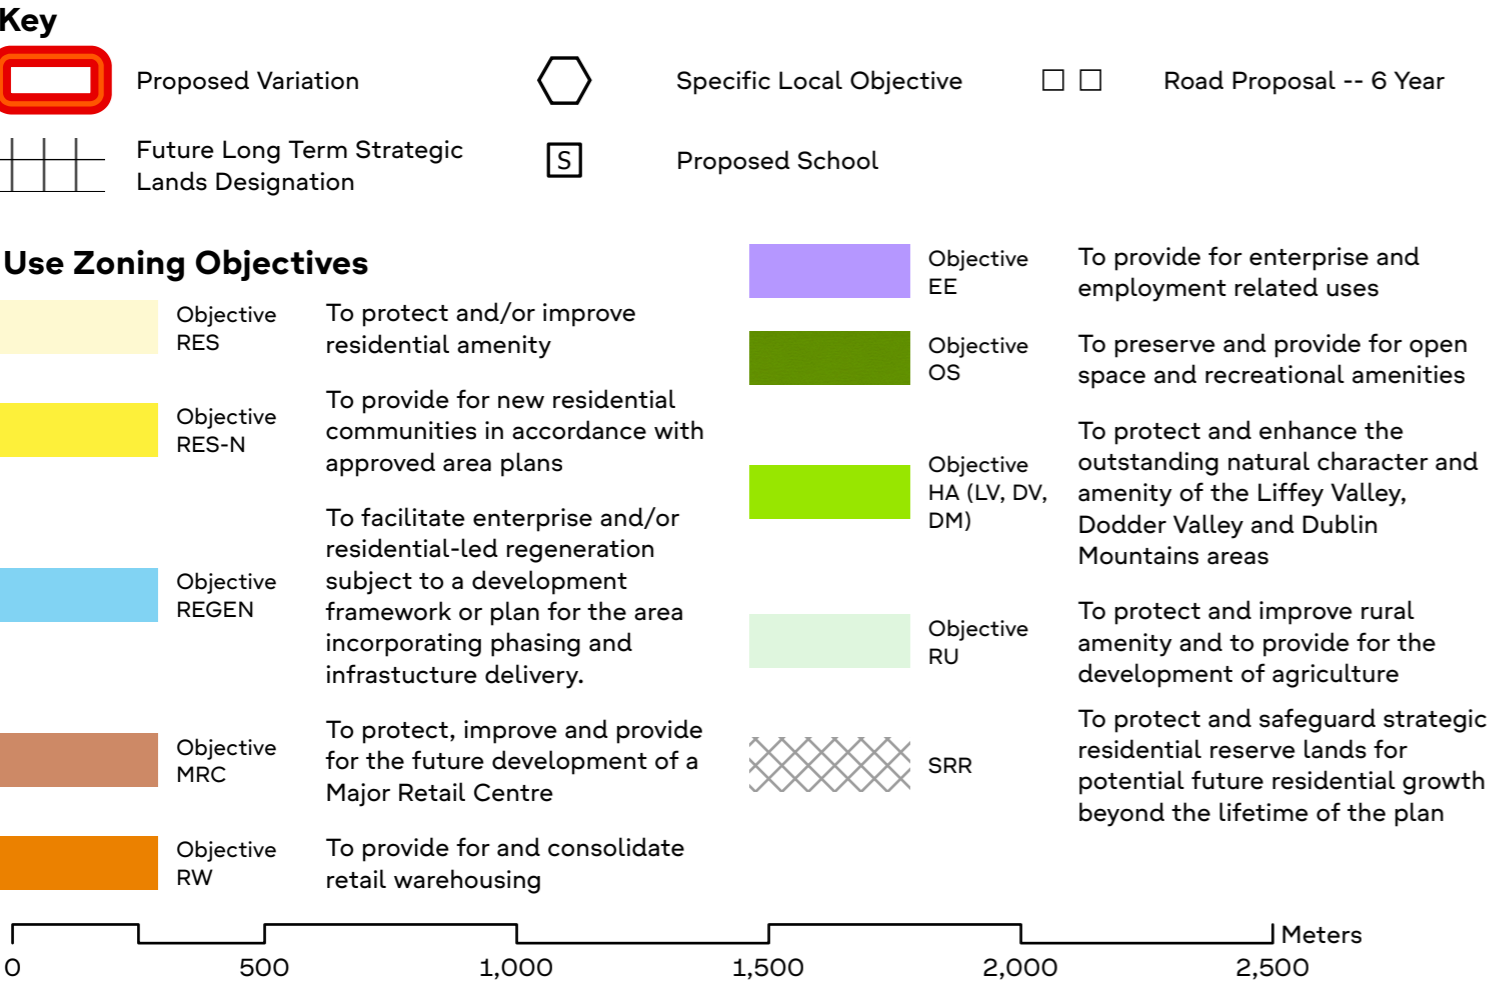 Key
Proposed Variation
Specific Local Objective
Road Proposal -- 6 Year
Future Long Term Strategic
Lands Designation
S
Proposed School
Use Zoning Objectives
Objective
RES
To protect and/or improve
residential amenity
Objective
RES-N
To provide for new residential
communities in accordance with
approved area plans
Objective
REGEN
To facilitate enterprise and/or
residential-led regeneration
subject to a development
framework or plan for the area
incorporating phasing and
infrastucture delivery.
Objective
MRC
To protect, improve and provide
for the future development of a
Major Retail Centre
Objective
RW
To provide for and consolidate
retail warehousing
Objective
EE
To provide for enterprise and
employment related uses
Objective
OS
To preserve and provide for open
space and recreational amenities
Objective
HA (LV, DV,
DM)
To protect and enhance the
outstanding natural character and
amenity of the Liffey Valley,
Dodder Valley and Dublin
Mountains areas
Objective
RU
To protect and improve rural
amenity and to provide for the
development of agriculture
SRR
To protect and safeguard strategic
residential reserve lands for
potential future residential growth
beyond the lifetime of the plan
Meters
0 500 1,000 1,500 2,000 2,500